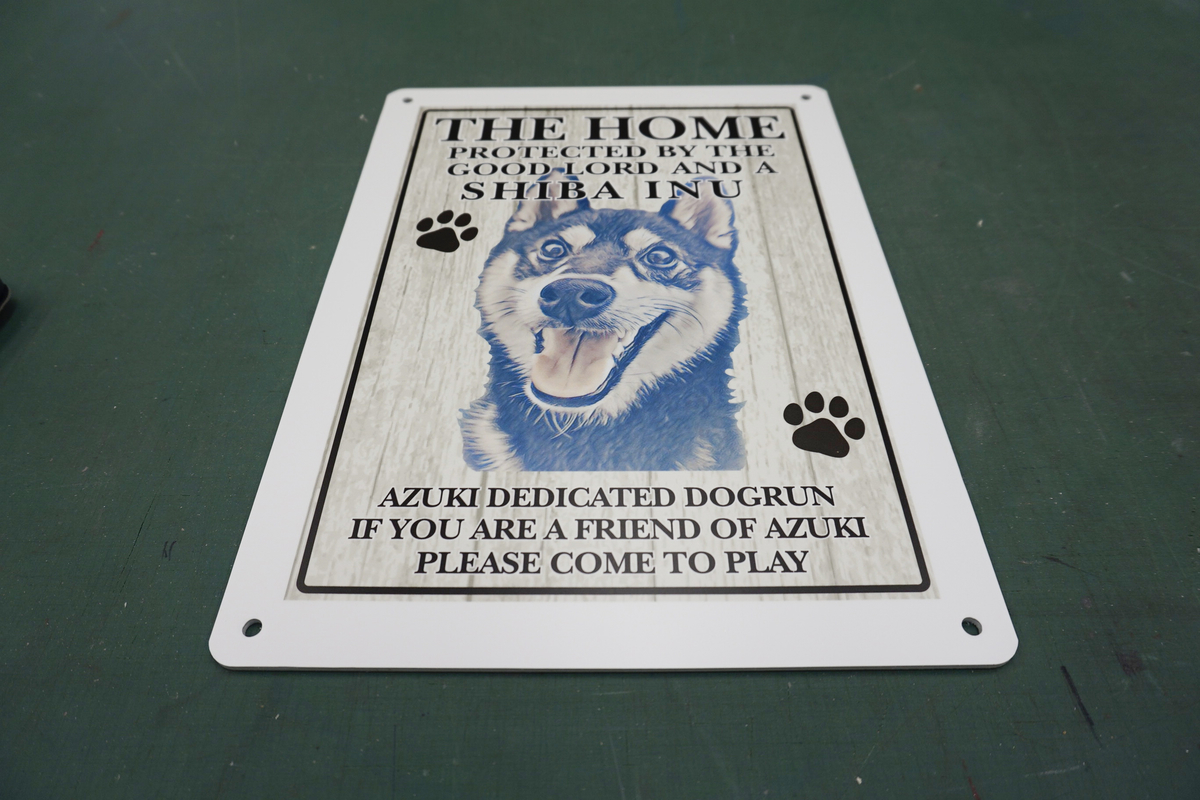 THE HOME
PROTECTED BY THE
GOOD LORD AND A
SHIBA INU
AZUKI DEDICATED DOGRUN
IF YOU ARE A FRIEND OF AZUKI
PLEASE COME TO PLAY